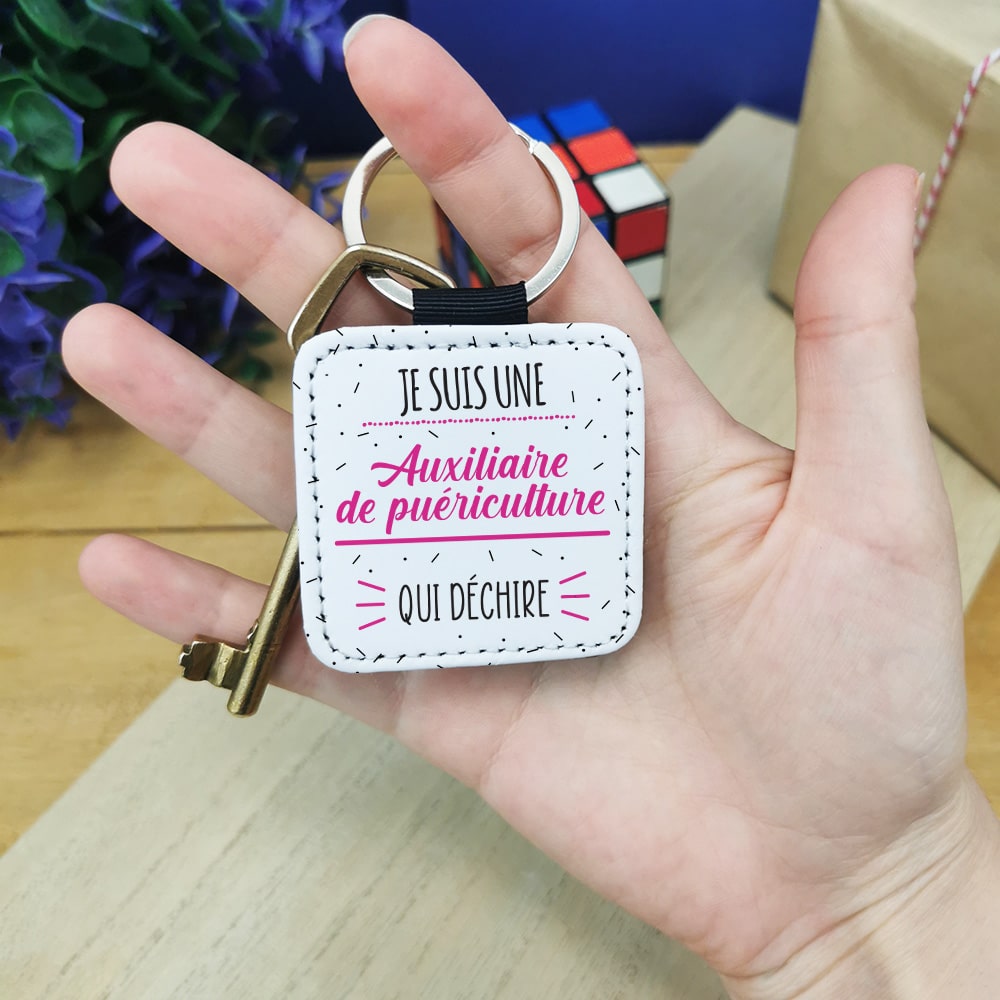 JE SUIS UNE
Auxiliaire
de puériculture
QUI DÉCHIRE